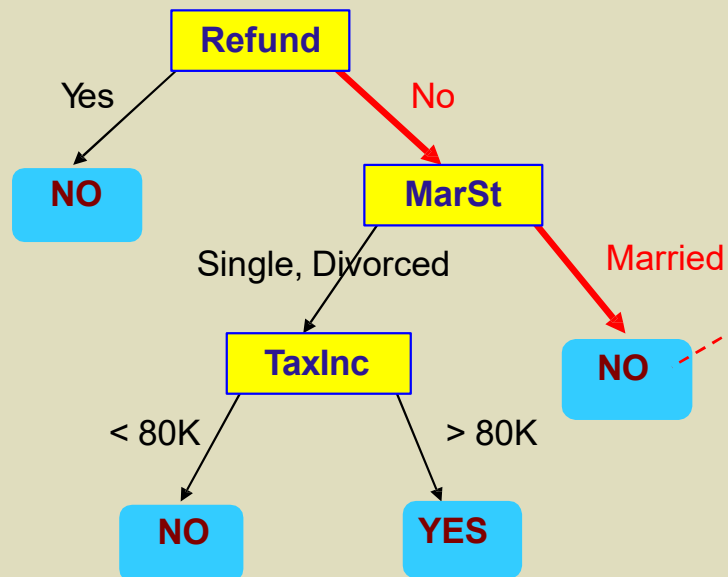 Refund
Yes
No
NO
MarSt
Single, Divorced
Married
TaxInc
NO
< 80K
> 80K
NO
YES